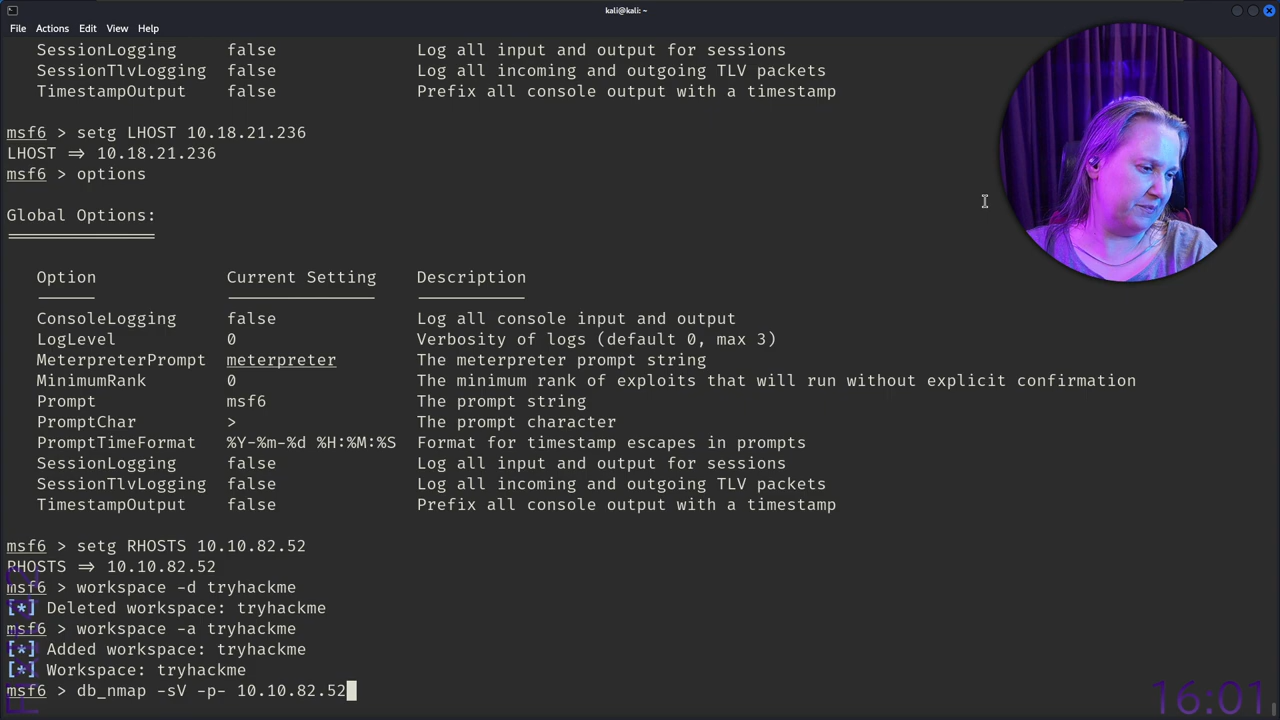 kali@kali: ~
File Actions Edit View Help
SessionLogging false Log all input and output for sessions
SessionTlvLogging false Log all incoming and outgoing TLV packets
TimestampOutput false Prefix all console output with a timestamp
msf6 > setg LHOST 10.18.21.236
LHOST ⇒ 10.18.21.236
msf6 > options
Global Options:
Option Current Setting Description
ConsoleLogging false Log all console input and output
LogLevel 0 Verbosity of logs (default 0, max 3)
MeterpreterPrompt meterpreter The meterpreter prompt string
MinimumRank 0 The minimum rank of exploits that will run without explicit confirmation
Prompt msf6 The prompt string
PromptChar > The prompt character
PromptTimeFormat %Y-%m-%d %H:%M:%S Format for timestamp escapes in prompts
SessionLogging false Log all input and output for sessions
SessionTlvLogging false Log all incoming and outgoing TLV packets
TimestampOutput false Prefix all console output with a timestamp
msf6 > setg RHOSTS 10.10.82.52
RHOSTS ⇒ 10.10.82.52
msf6 > workspace -d tryhackme
[*] Deleted workspace: tryhackme
msf6 > workspace -a tryhackme
[*] Added workspace: tryhackme
[*] Workspace: tryhackme
msf6 > db_nmap -sV -p- 10.10.82.52
16:01